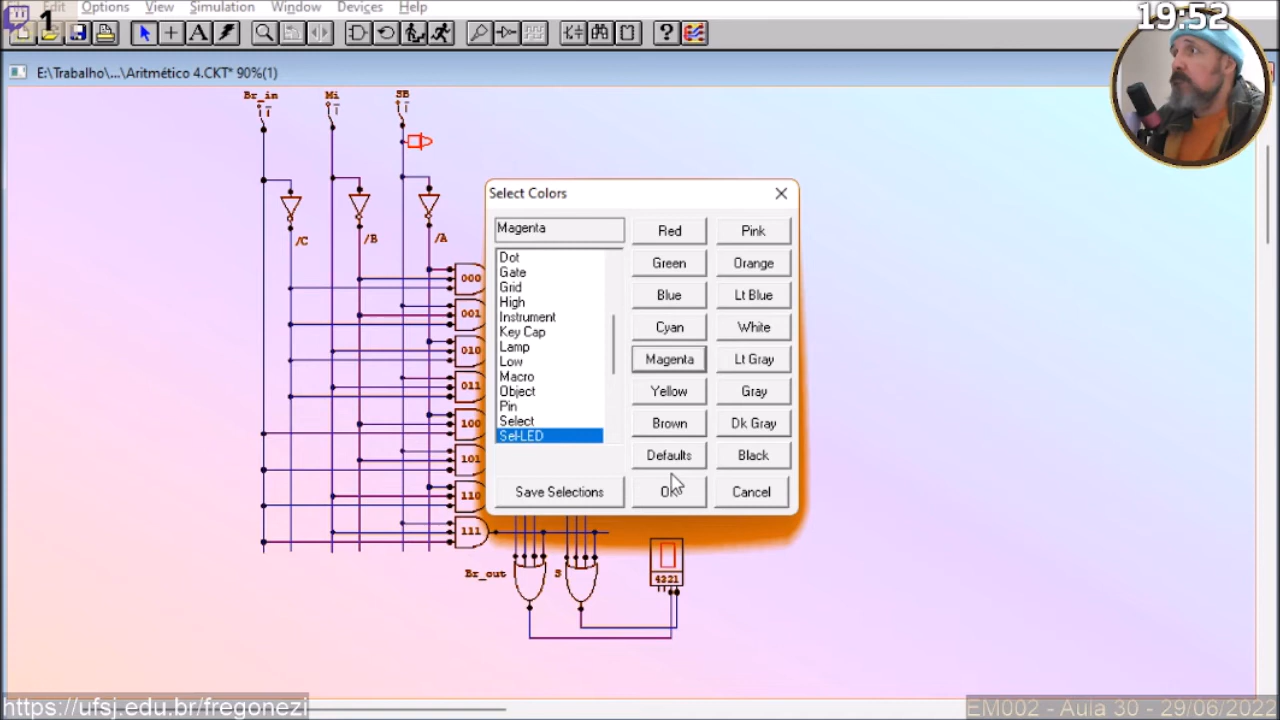 1
Edit Options View Simulation Window Devices Help
19:52
E:\Trabalho\...\Aritmético 4.CKT* 90%(1)
Br_in Mi SB
/C /B /A
000
001
010
011
100
101
110
111
Br_out S
4321
Select Colors
Magenta
Dot
Gate
Grid
High
Instrument
Key Cap
Lamp
Low
Macro
Object
Pin
Select
Sel-LED
Red Pink
Green Orange
Blue Lt Blue
Cyan White
Magenta Lt Gray
Yellow Gray
Brown Dk Gray
Defaults Black
Save Selections OK Cancel
https://ufsj.edu.br/fregonezi
EM002 - Aula 30 - 29/06/2022